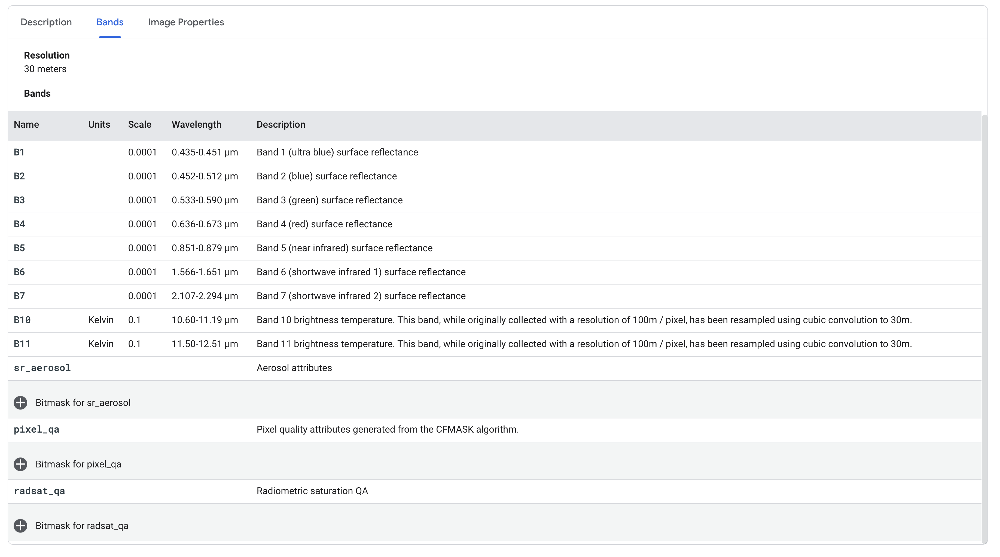 Description Bands Image Properties
Resolution
30 meters
Bands
Name Units Scale Wavelength Description
B1 0.0001 0.435-0.451 μm Band 1 (ultra blue) surface reflectance
B2 0.0001 0.452-0.512 μm Band 2 (blue) surface reflectance
B3 0.0001 0.533-0.590 μm Band 3 (green) surface reflectance
B4 0.0001 0.636-0.673 μm Band 4 (red) surface reflectance
B5 0.0001 0.851-0.879 μm Band 5 (near infrared) surface reflectance
B6 0.0001 1.566-1.651 μm Band 6 (shortwave infrared 1) surface reflectance
B7 0.0001 2.107-2.294 μm Band 7 (shortwave infrared 2) surface reflectance
B10 Kelvin 0.1 10.60-11.19 μm Band 10 brightness temperature. This band, while originally collected with a resolution of 100m / pixel, has been resampled using cubic convolution to 30m.
B11 Kelvin 0.1 11.50-12.51 μm Band 11 brightness temperature. This band, while originally collected with a resolution of 100m / pixel, has been resampled using cubic convolution to 30m.
sr_aerosol Aerosol attributes
Bitmask for sr_aerosol
pixel_qa Pixel quality attributes generated from the CFMASK algorithm.
Bitmask for pixel_qa
radsat_qa Radiometric saturation QA
Bitmask for radsat_qa